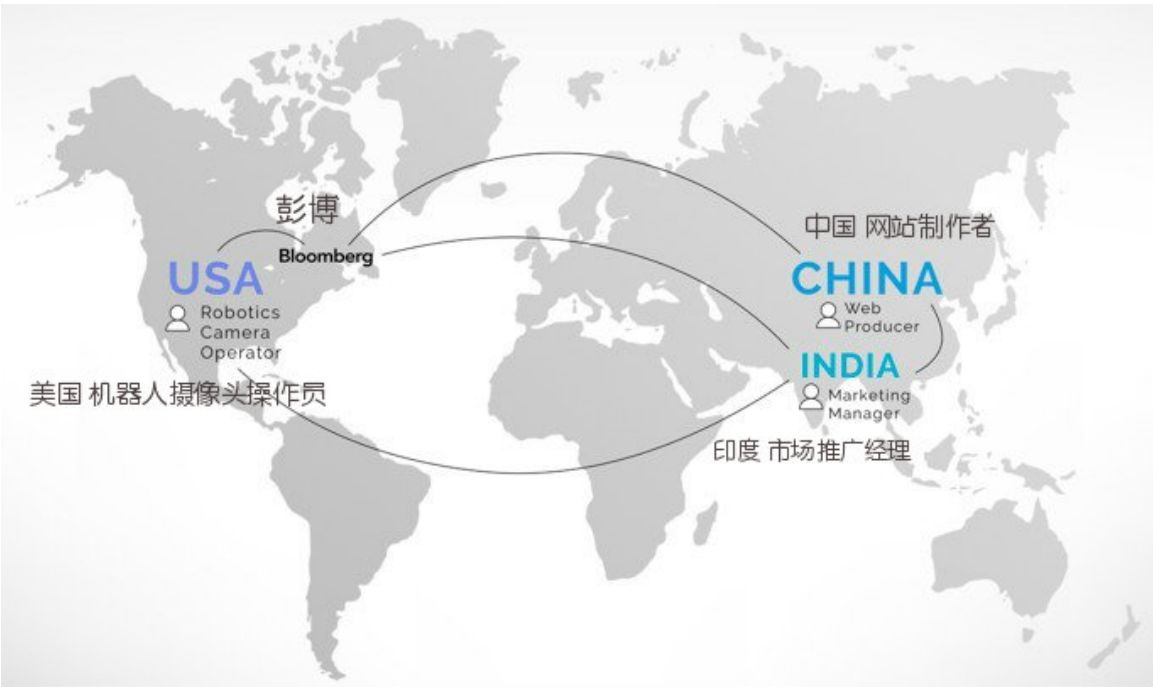 彭博
Bloomberg
USA
Robotics
Camera
Operator
美国 机器人摄像头操作员
中国 网站制作者
CHINA
Web
Producer
INDIA
Marketing
Manager
印度 市场推广经理